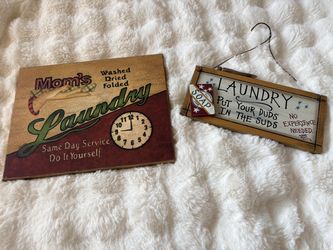 Mom's
Washed
Dried
Folded
Laundry
Same Day Service
Do It Yourself
LAUNDRY
SOAP
PUT YOUR DUDS
IN THE SUDS
NO
EXPERIENCE
NEEDED